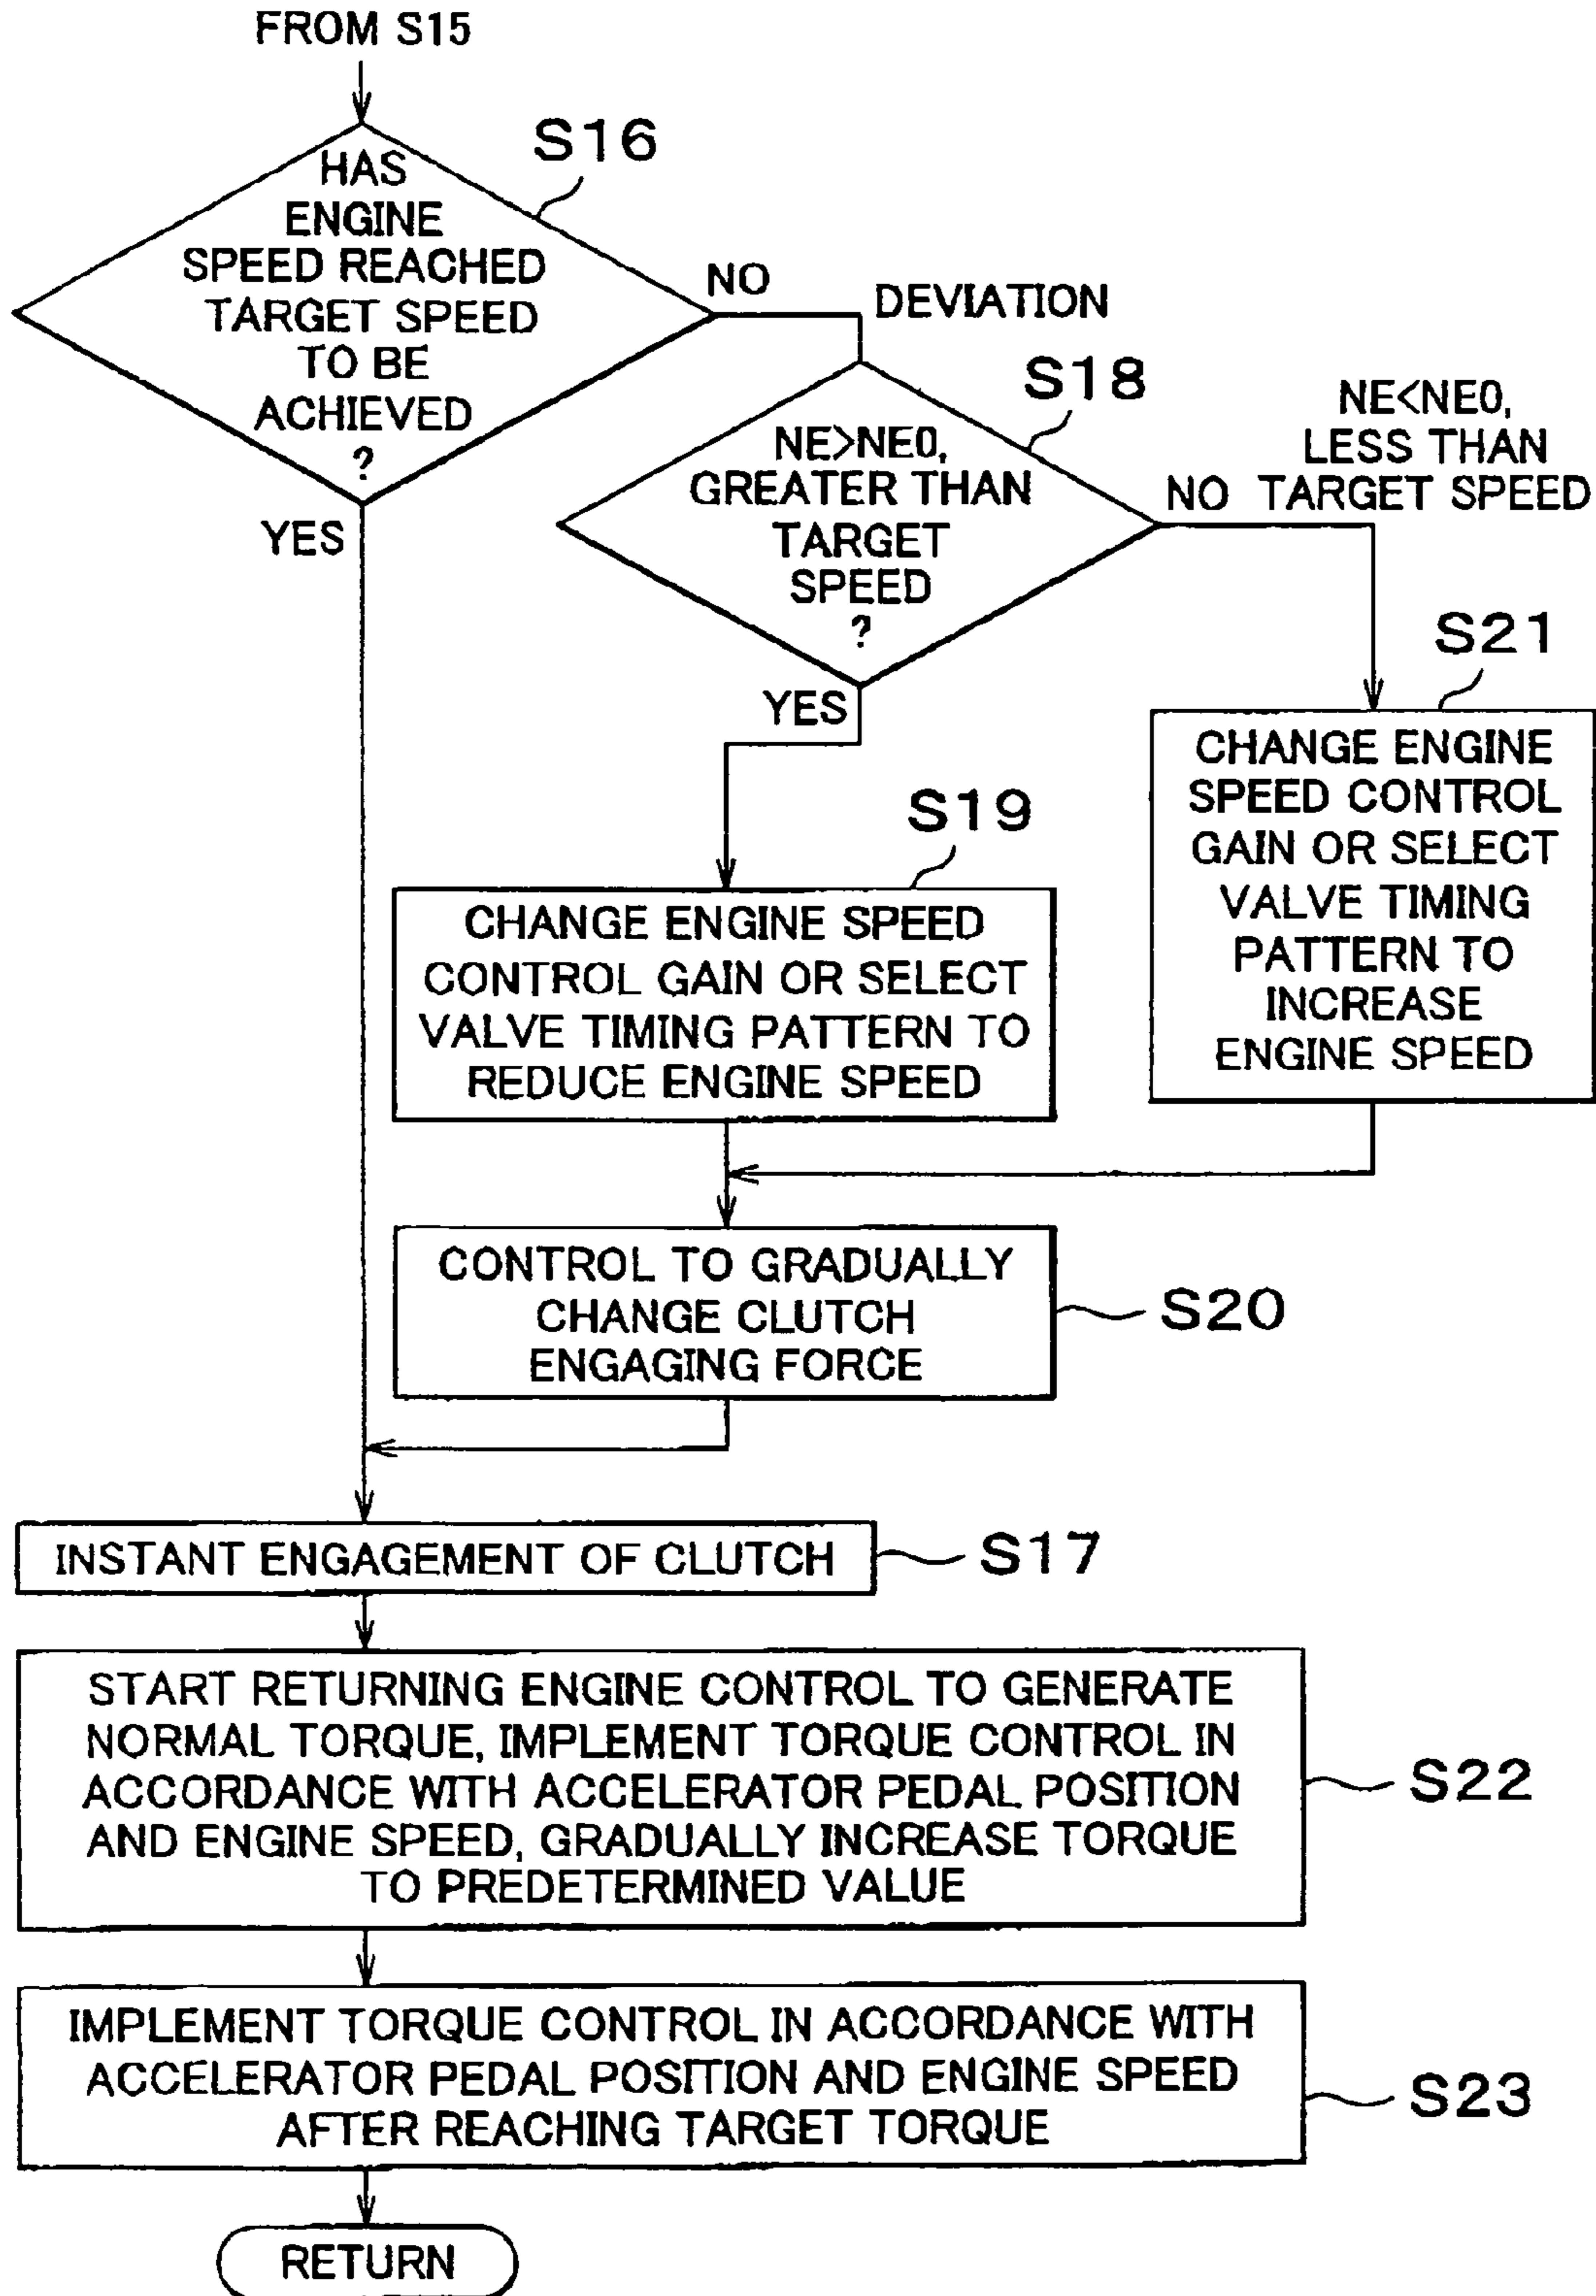 FROM S15
S16
HAS
ENGINE
SPEED REACHED
TARGET SPEED
TO BE
ACHIEVED
?
NO
DEVIATION
YES
S18
NE>NE0,
GREATER THAN
TARGET
SPEED
?
NE<NE0,
LESS THAN
NO TARGET SPEED
YES
S21
CHANGE ENGINE
SPEED CONTROL
GAIN OR SELECT
VALVE TIMING
PATTERN TO
INCREASE
ENGINE SPEED
S19
CHANGE ENGINE SPEED
CONTROL GAIN OR SELECT
VALVE TIMING PATTERN TO
REDUCE ENGINE SPEED
CONTROL TO GRADUALLY
CHANGE CLUTCH
ENGAGING FORCE
S20
INSTANT ENGAGEMENT OF CLUTCH
S17
START RETURNING ENGINE CONTROL TO GENERATE
NORMAL TORQUE, IMPLEMENT TORQUE CONTROL IN
ACCORDANCE WITH ACCELERATOR PEDAL POSITION
AND ENGINE SPEED, GRADUALLY INCREASE TORQUE
TO PREDETERMINED VALUE
S22
IMPLEMENT TORQUE CONTROL IN ACCORDANCE WITH
ACCELERATOR PEDAL POSITION AND ENGINE SPEED
AFTER REACHING TARGET TORQUE
S23
RETURN